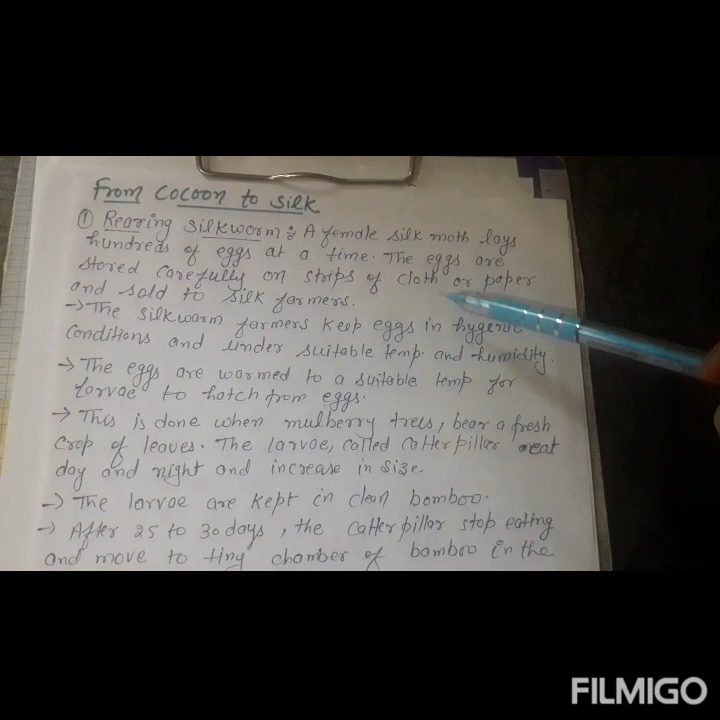 From Cocoon to Silk
① Rearing Silkworm : A female silk moth lays
hundreds of eggs at a time. The eggs are
stored carefully on strips of cloth or paper
and sold to silk farmers.
→ The silkwarm farmers keep eggs in hygenic
conditions and under suitable temp. and humidity.
→ The eggs are warmed to a suitable temp for
larvae to hatch from eggs.
→ This is done when mulberry trees, bear a fresh
crop of leaves. The larvae, called catterpillar eat
day and night and increase in size.
→ The larvae are kept in clean bamboo.
→ After 25 to 30 days, the catterpillar stop eating
and move to tiny chamber of bamboo in the
FILMIGO